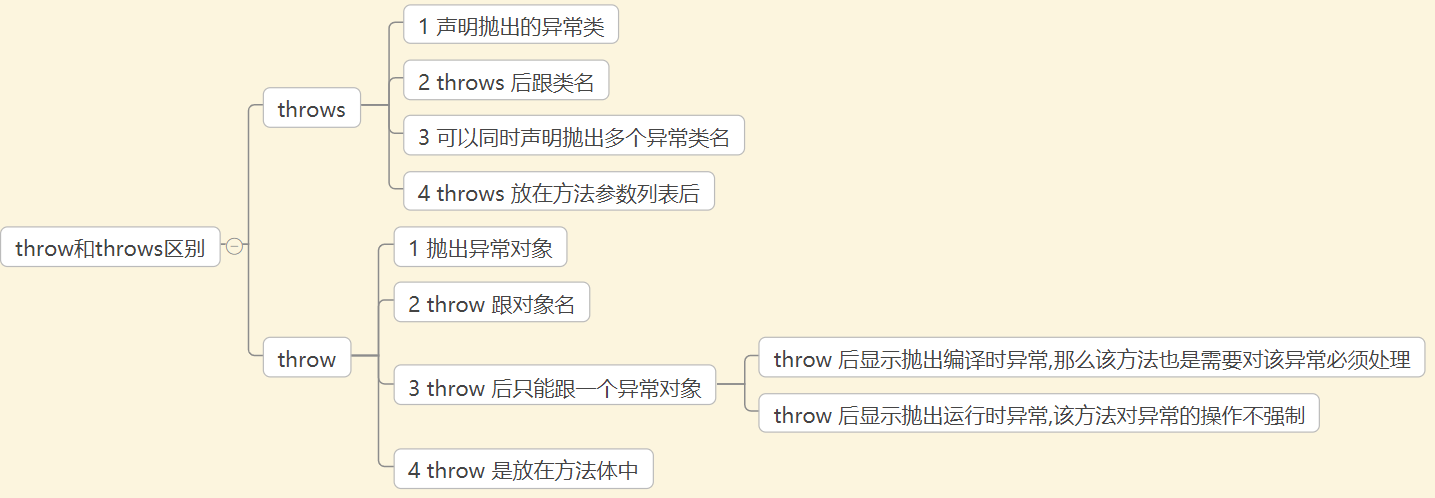 throw和throws区别
throws
1 声明抛出的异常类
2 throws 后跟类名
3 可以同时声明抛出多个异常类名
4 throws 放在方法参数列表后
throw
1 抛出异常对象
2 throw 跟对象名
3 throw 后只能跟一个异常对象
throw 后显示抛出编译时异常,那么该方法也是需要对该异常必须处理
throw 后显示抛出运行时异常,该方法对异常的操作不强制
4 throw 是放在方法体中